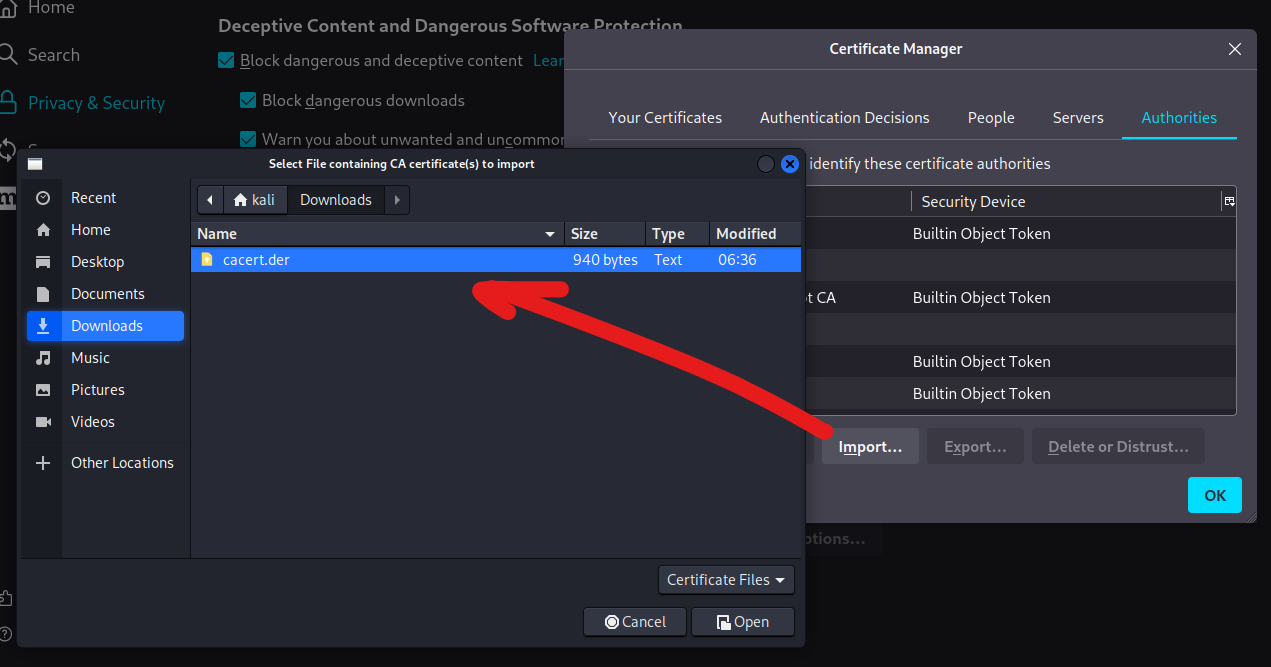 Home
Search
Privacy & Security
Deceptive Content and Dangerous Software Protection
Block dangerous and deceptive content Lear
Block dangerous downloads
Warn you about unwanted and uncommon
Certificate Manager
Your Certificates Authentication Decisions People Servers Authorities
identify these certificate authorities
Security Device
Builtin Object Token
t CA Builtin Object Token
Builtin Object Token
Builtin Object Token
Import... Export... Delete or Distrust...
OK
ptions...
Select File containing CA certificate(s) to import
Recent
Home
Desktop
Documents
Downloads
Music
Pictures
Videos
Other Locations
kali Downloads
Name Size Type Modified
cacert.der 940 bytes Text 06:36
Certificate Files
Cancel Open